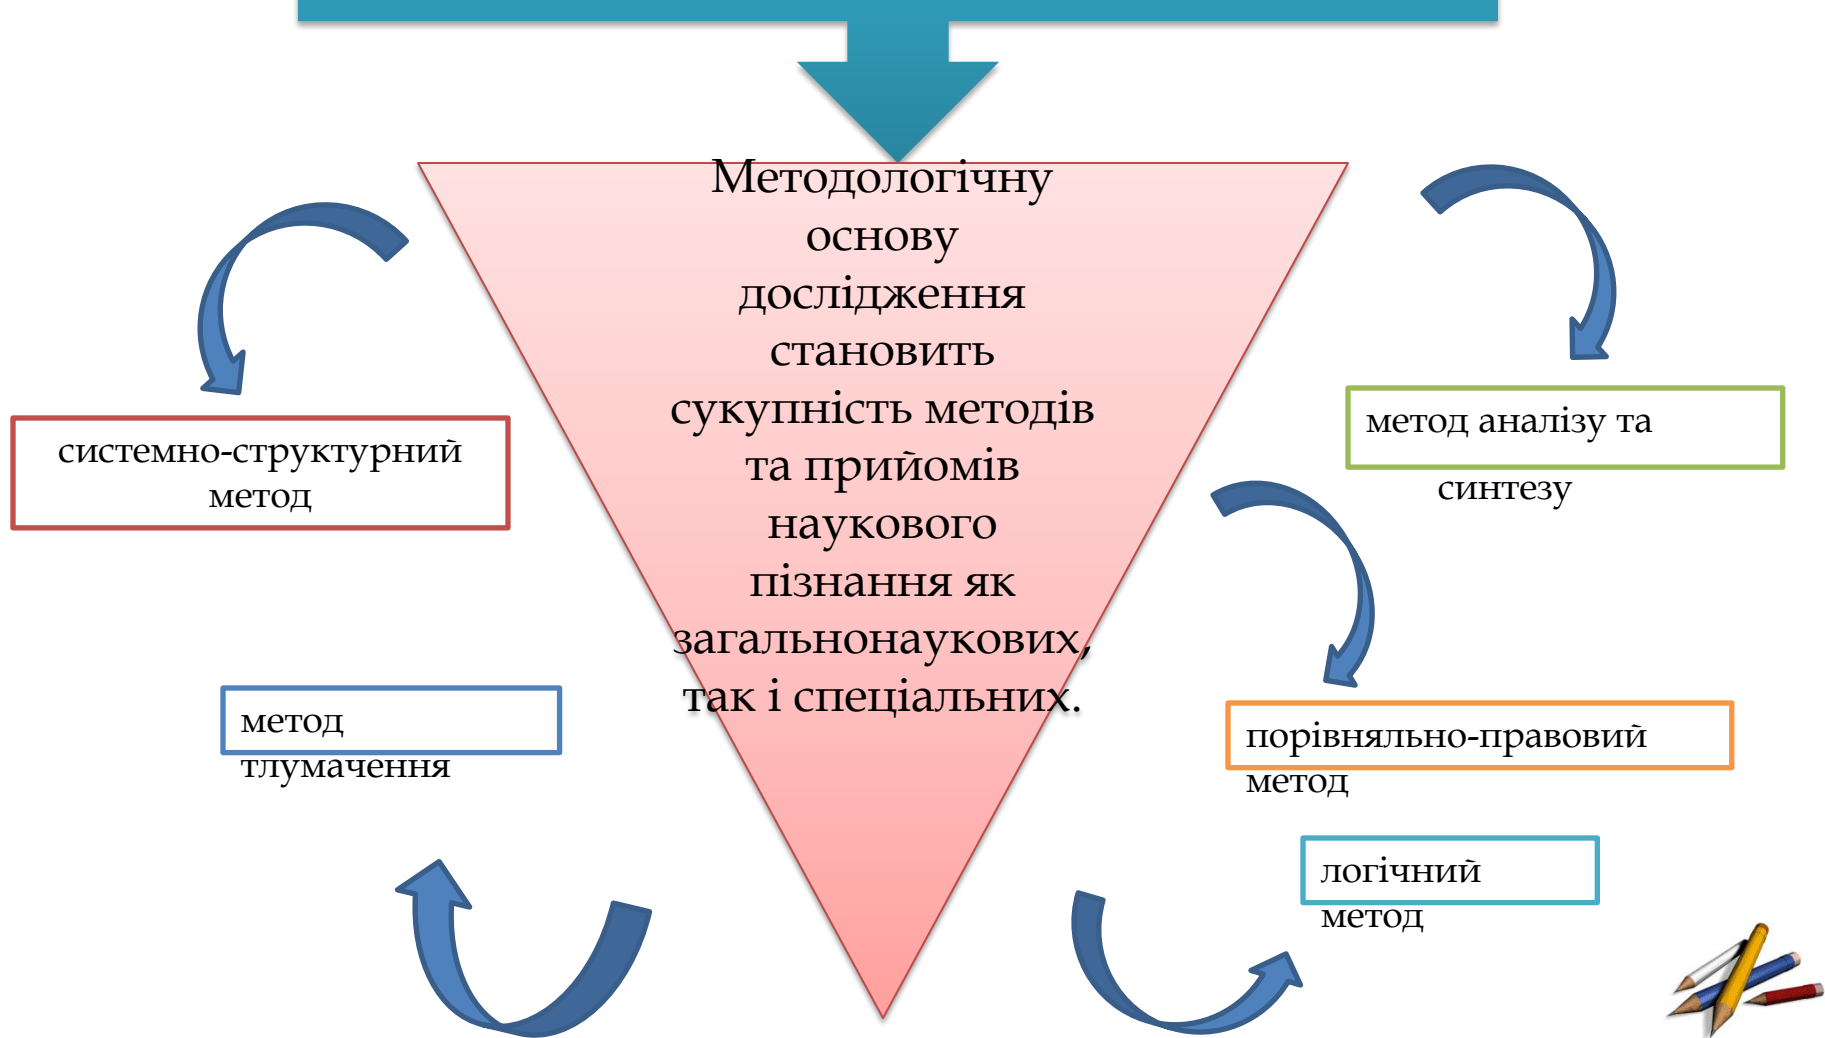 Методологічну
основу
дослідження
становить
сукупність методів
та прийомів
наукового
пізнання як
загальнонаукових,
так і спеціальних.
системно-структурний
метод
метод аналізу та
синтезу
метод
тлумачення
порівняльно-правовий
метод
логічний
метод